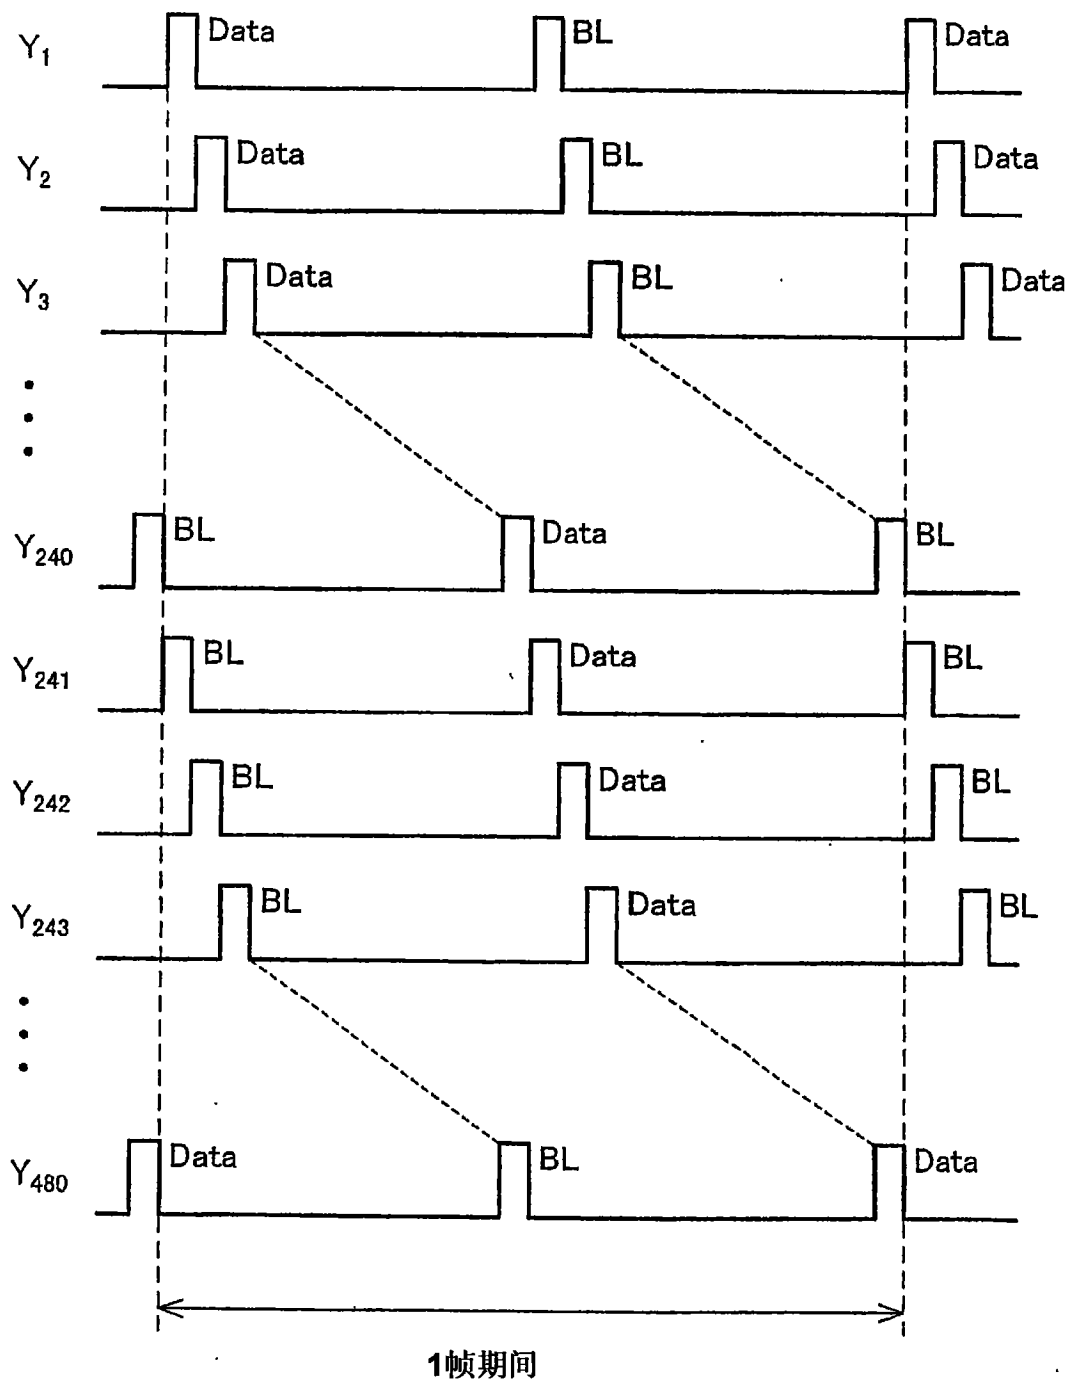 Y1 Data BL Data
Y2 Data BL Data
Y3 Data BL Data
Y240 BL Data BL
Y241 BL Data BL
Y242 BL Data BL
Y243 BL Data BL
Y480 Data BL Data
1帧期间